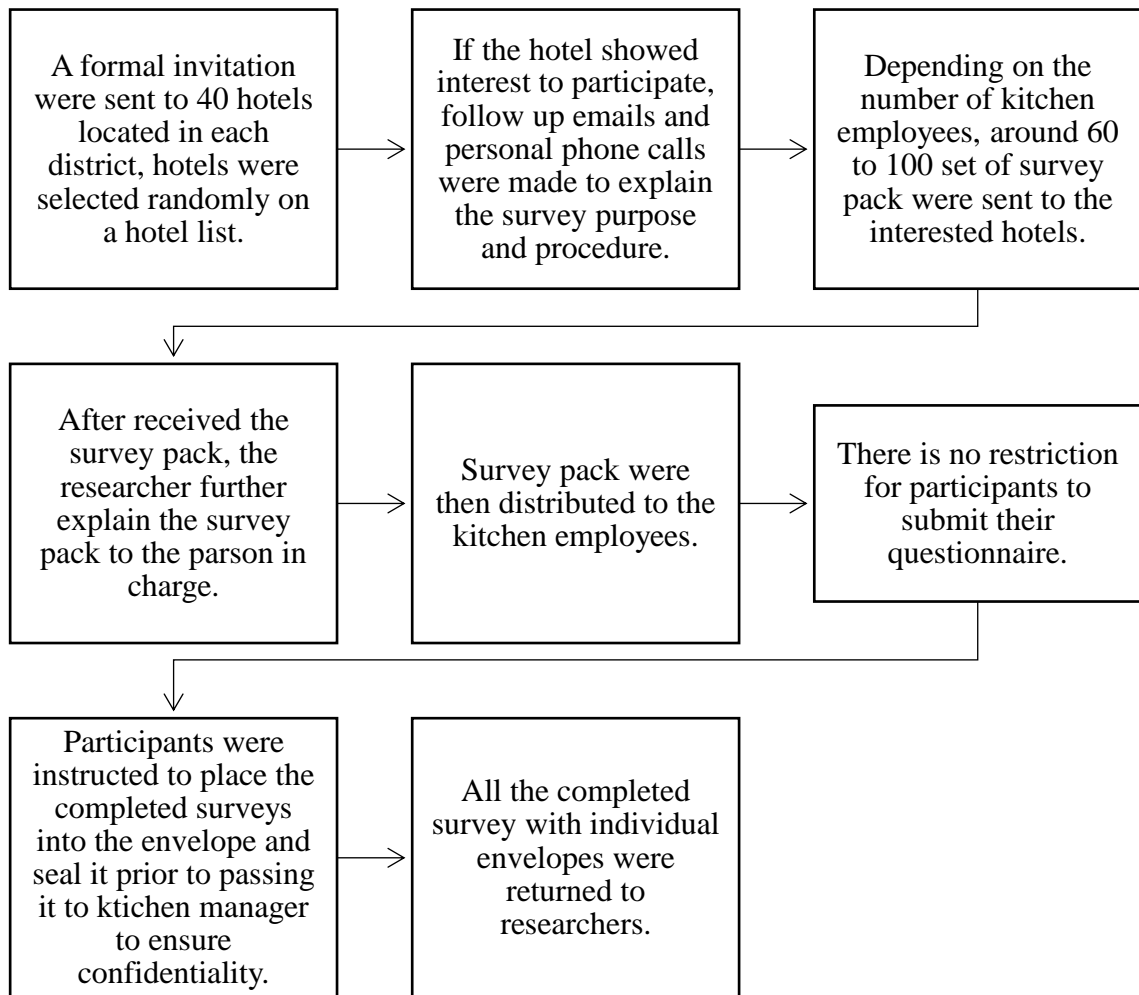 A formal invitation
were sent to 40 hotels
located in each
district, hotels were
selected randomly on
a hotel list.
If the hotel showed
interest to participate,
follow up emails and
personal phone calls
were made to explain
the survey purpose
and procedure.
Depending on the
number of kitchen
employees, around 60
to 100 set of survey
pack were sent to the
interested hotels.
After received the
survey pack, the
researcher further
explain the survey
pack to the parson in
charge.
Survey pack were
then distributed to the
kitchen employees.
There is no restriction
for participants to
submit their
questionnaire.
Participants were
instructed to place the
completed surveys
into the envelope and
seal it prior to passing
it to ktichen manager
to ensure
confidentiality.
All the completed
survey with individual
envelopes were
returned to
researchers.